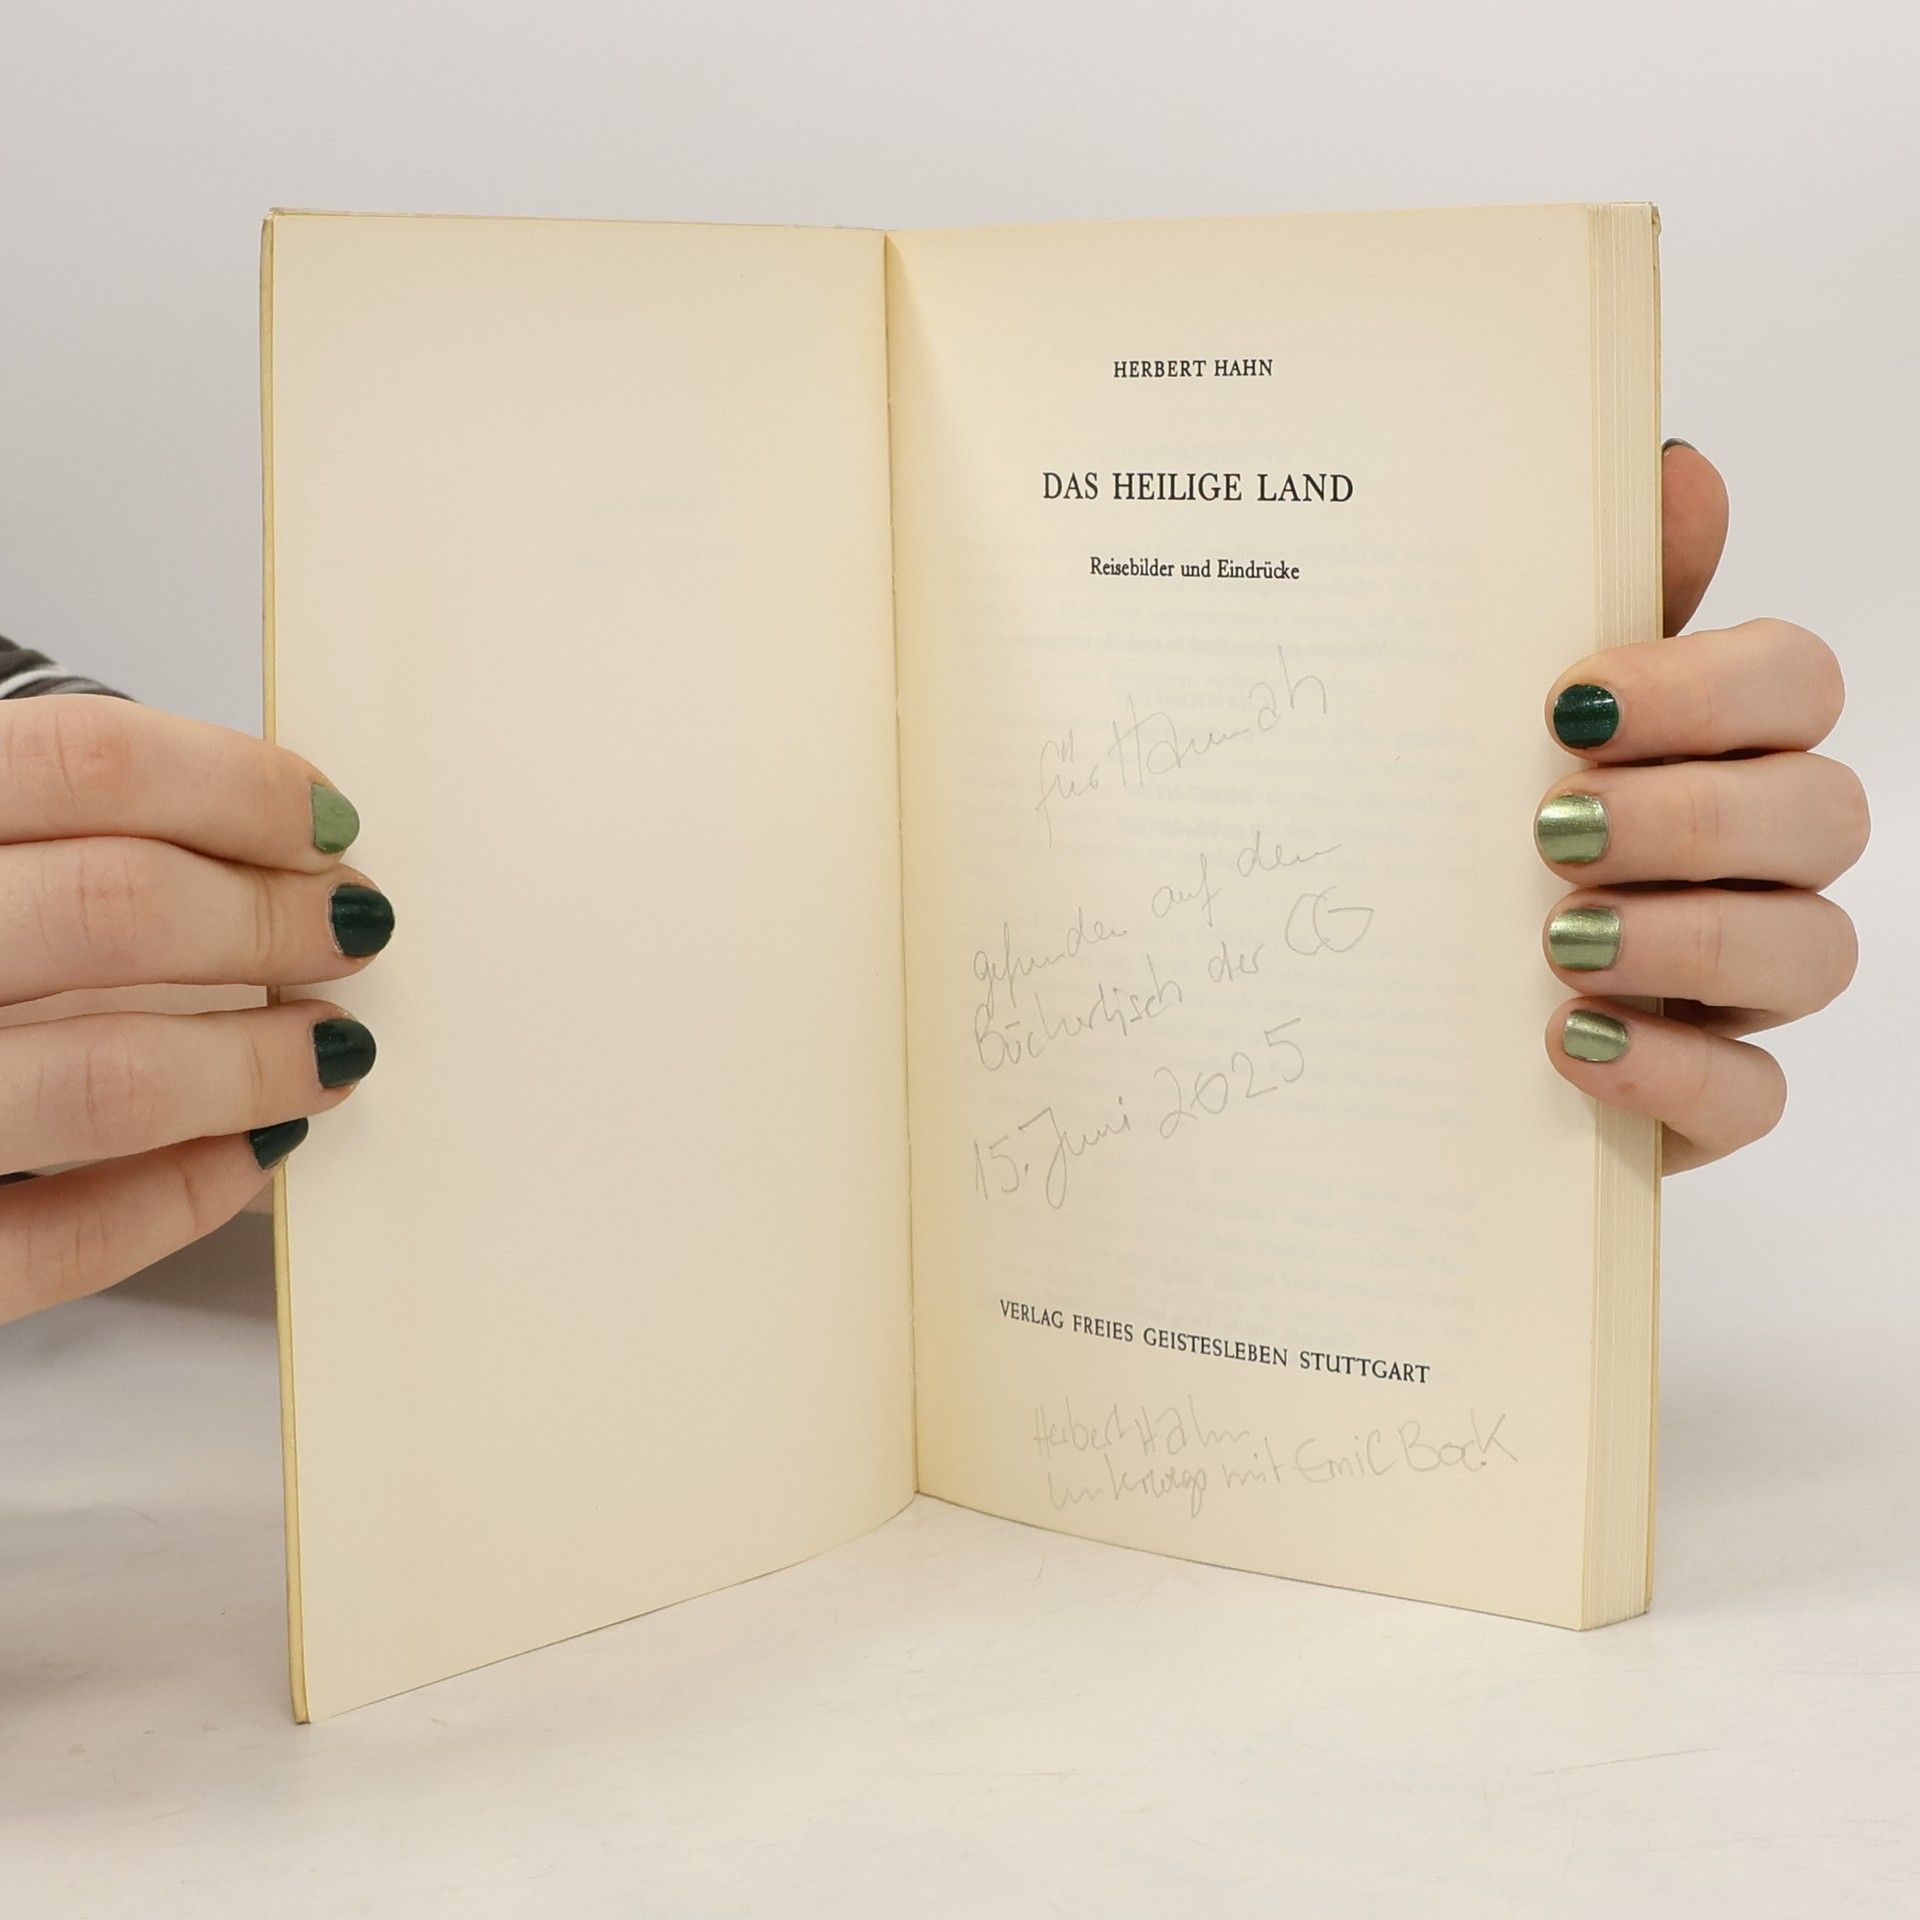 HERBERT HAHN
DAS HEILIGE LAND
Reisebilder und Eindrücke
für Hannah
gefunden auf dem
Büchertisch der CG
15. Juni 2025
VERLAG FREIES GEISTESLEBEN STUTTGART
Herbert Hahn
unterwegs mit Emil Bock